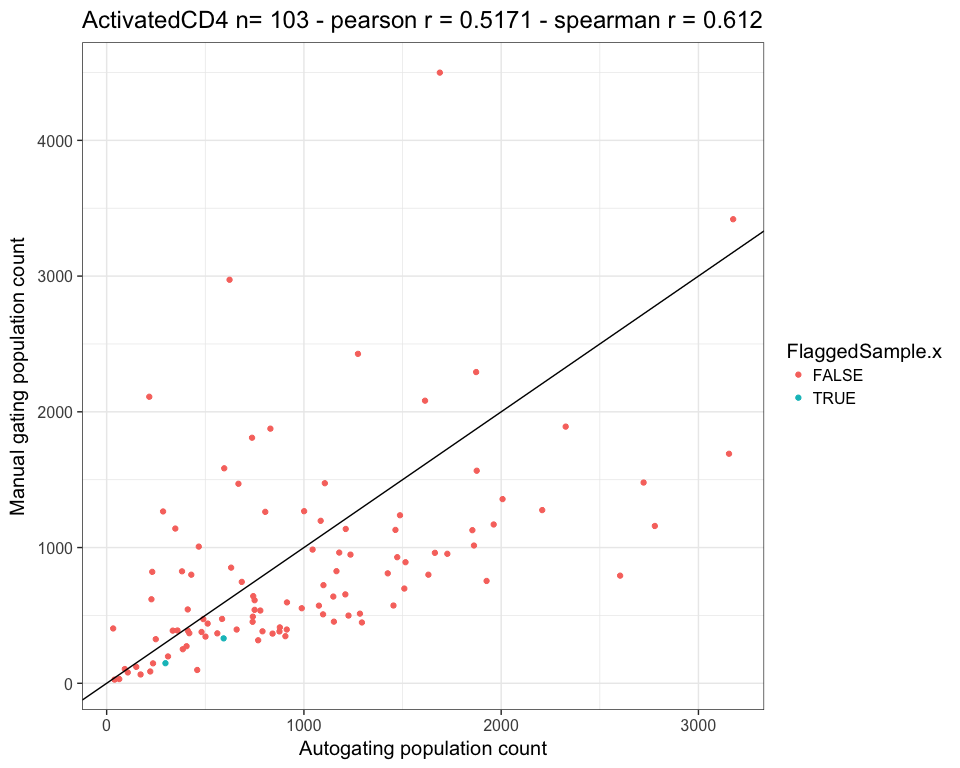 ActivatedCD4 n= 103 - pearson r = 0.5171 - spearman r = 0.612
Manual gating population count
4000
3000
2000
1000
0
0
1000
2000
3000
Autogating population count
FlaggedSample.x
FALSE
TRUE